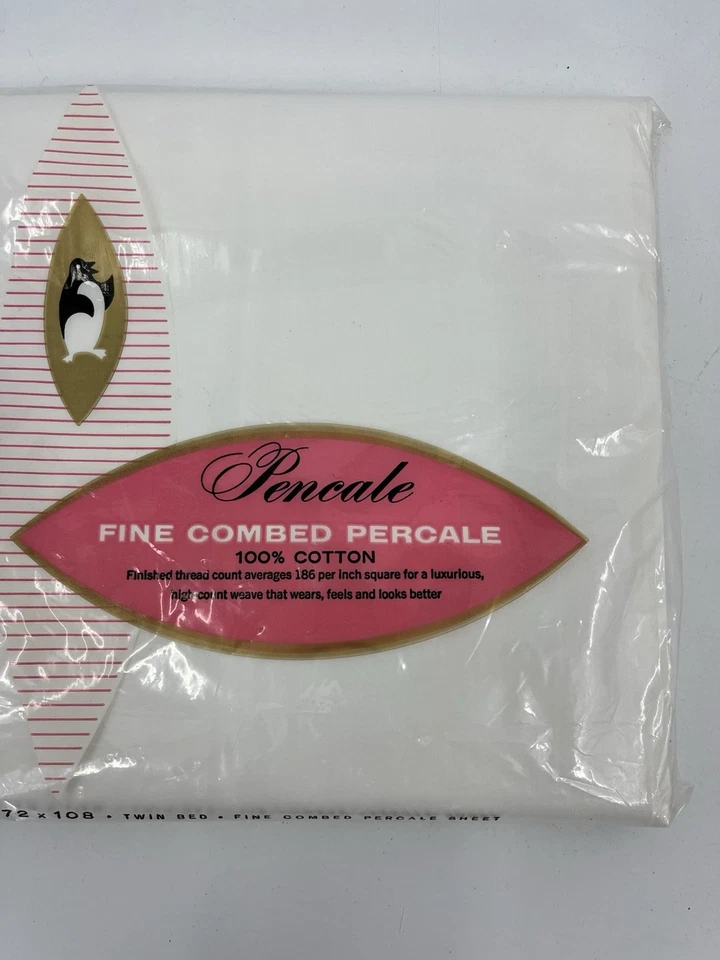 Pencale
FINE COMBED PERCALE
100% COTTON
Finished thread count averages 186 per inch square for a luxurious,
high-count weave that wears, feels and looks better
72 x 108 • TWIN BED • FINE COMBED PERCALE SHEET